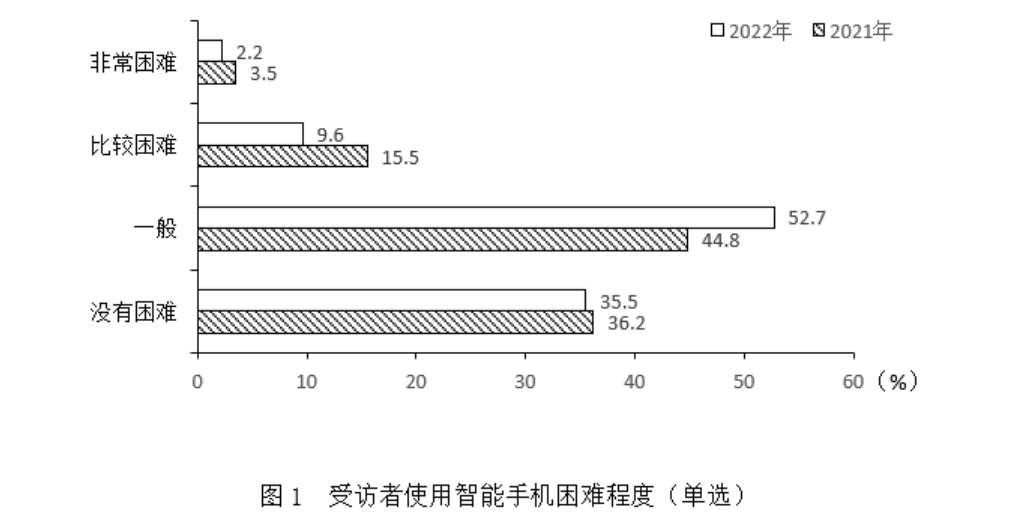 2022年 2021年
非常困难 2.2
3.5
比较困难 9.6
15.5
一般 52.7
44.8
没有困难 35.5
36.2
0 10 20 30 40 50 60 （%）
图 1 受访者使用智能手机困难程度（单选）